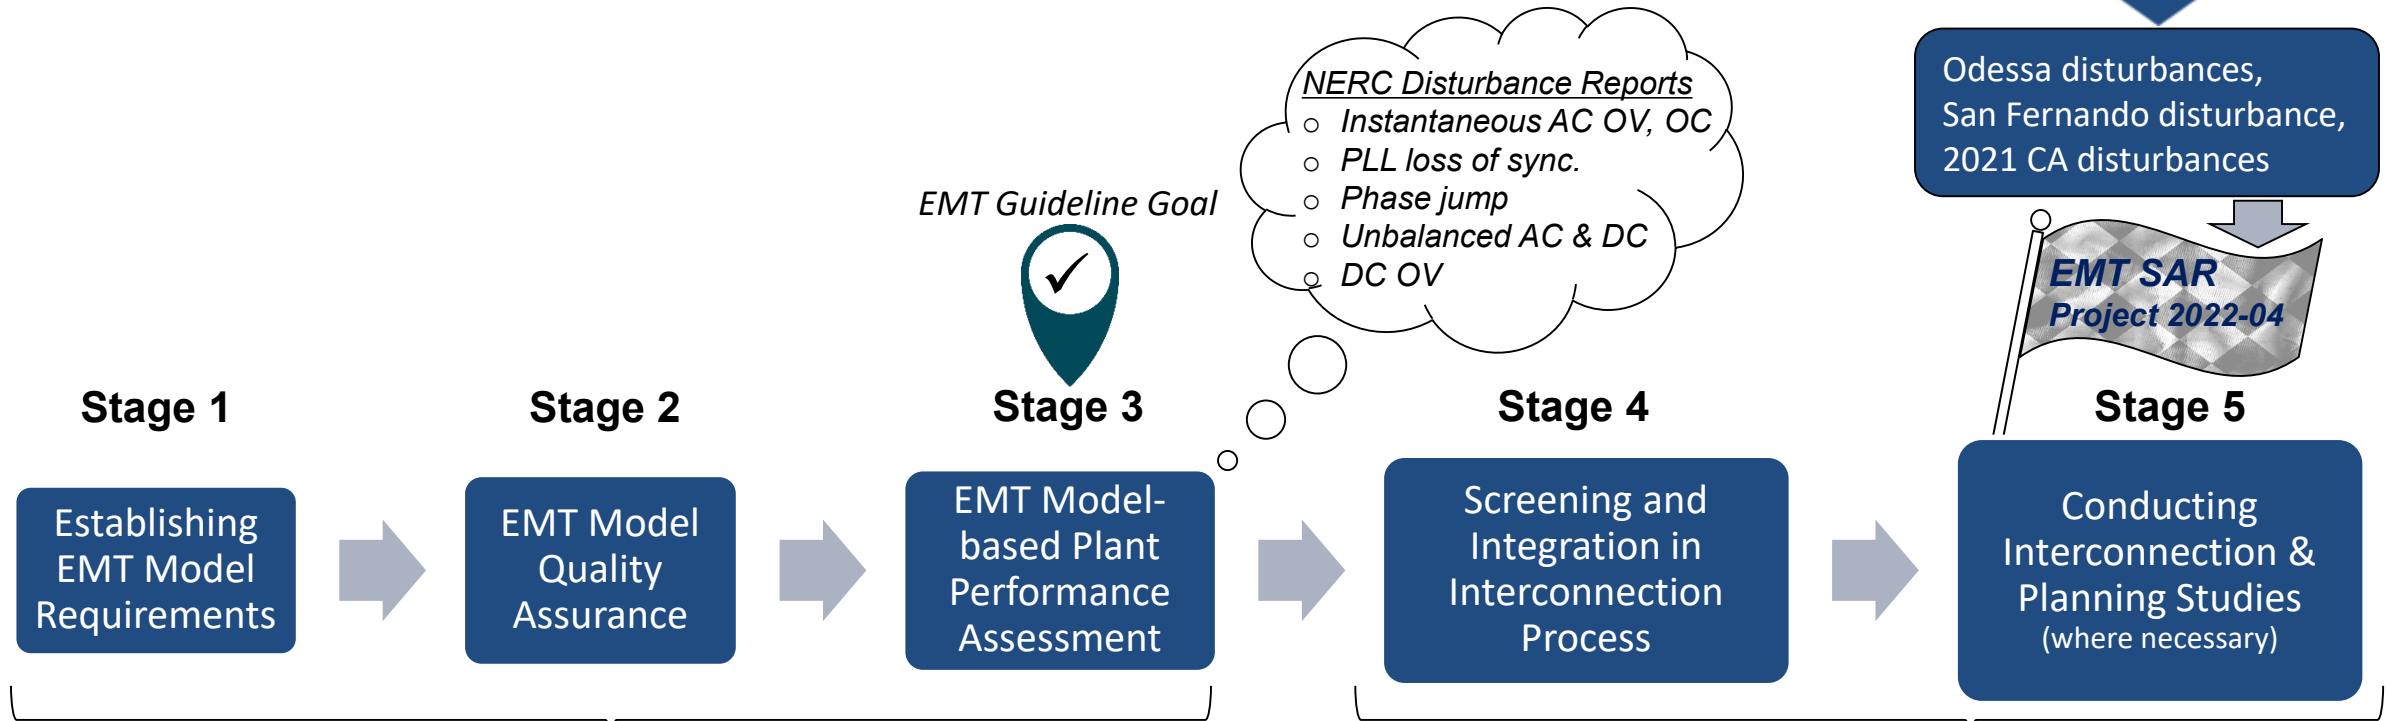 NERC Disturbance Reports
o Instantaneous AC OV, OC
o PLL loss of sync.
o Phase jump
o Unbalanced AC & DC
o DC OV
Odessa disturbances,
San Fernando disturbance,
2021 CA disturbances
EMT Guideline Goal
EMT SAR
Project 2022-04
Stage 1
Stage 2
Stage 3
Stage 4
Stage 5
Establishing
EMT Model
Requirements
EMT Model
Quality
Assurance
EMT Model-
based Plant
Performance
Assessment
Screening and
Integration in
Interconnection
Process
Conducting
Interconnection &
Planning Studies
(where necessary)